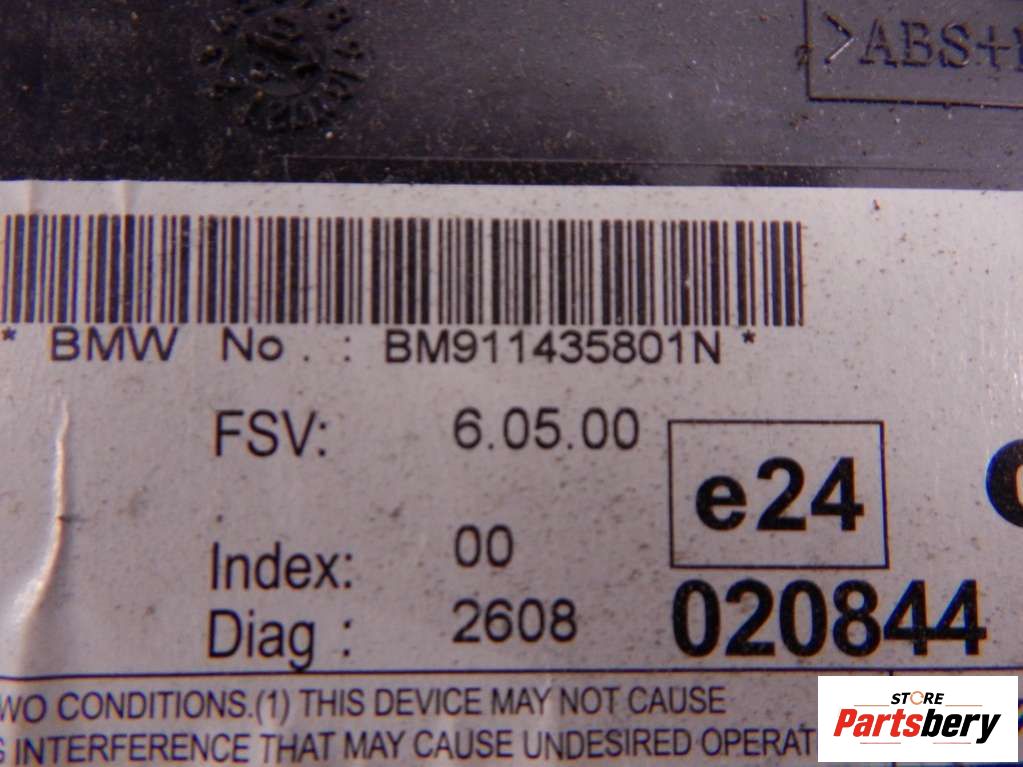 >ABS+
* BMW No. : BM911435801N *
FSV: 6.05.00
e24
Index: 00
Diag : 2608
020844
WO CONDITIONS.(1) THIS DEVICE MAY NOT CAUSE
INTERFERENCE THAT MAY CAUSE UNDESIRED OPERAT
STORE
Partsbery